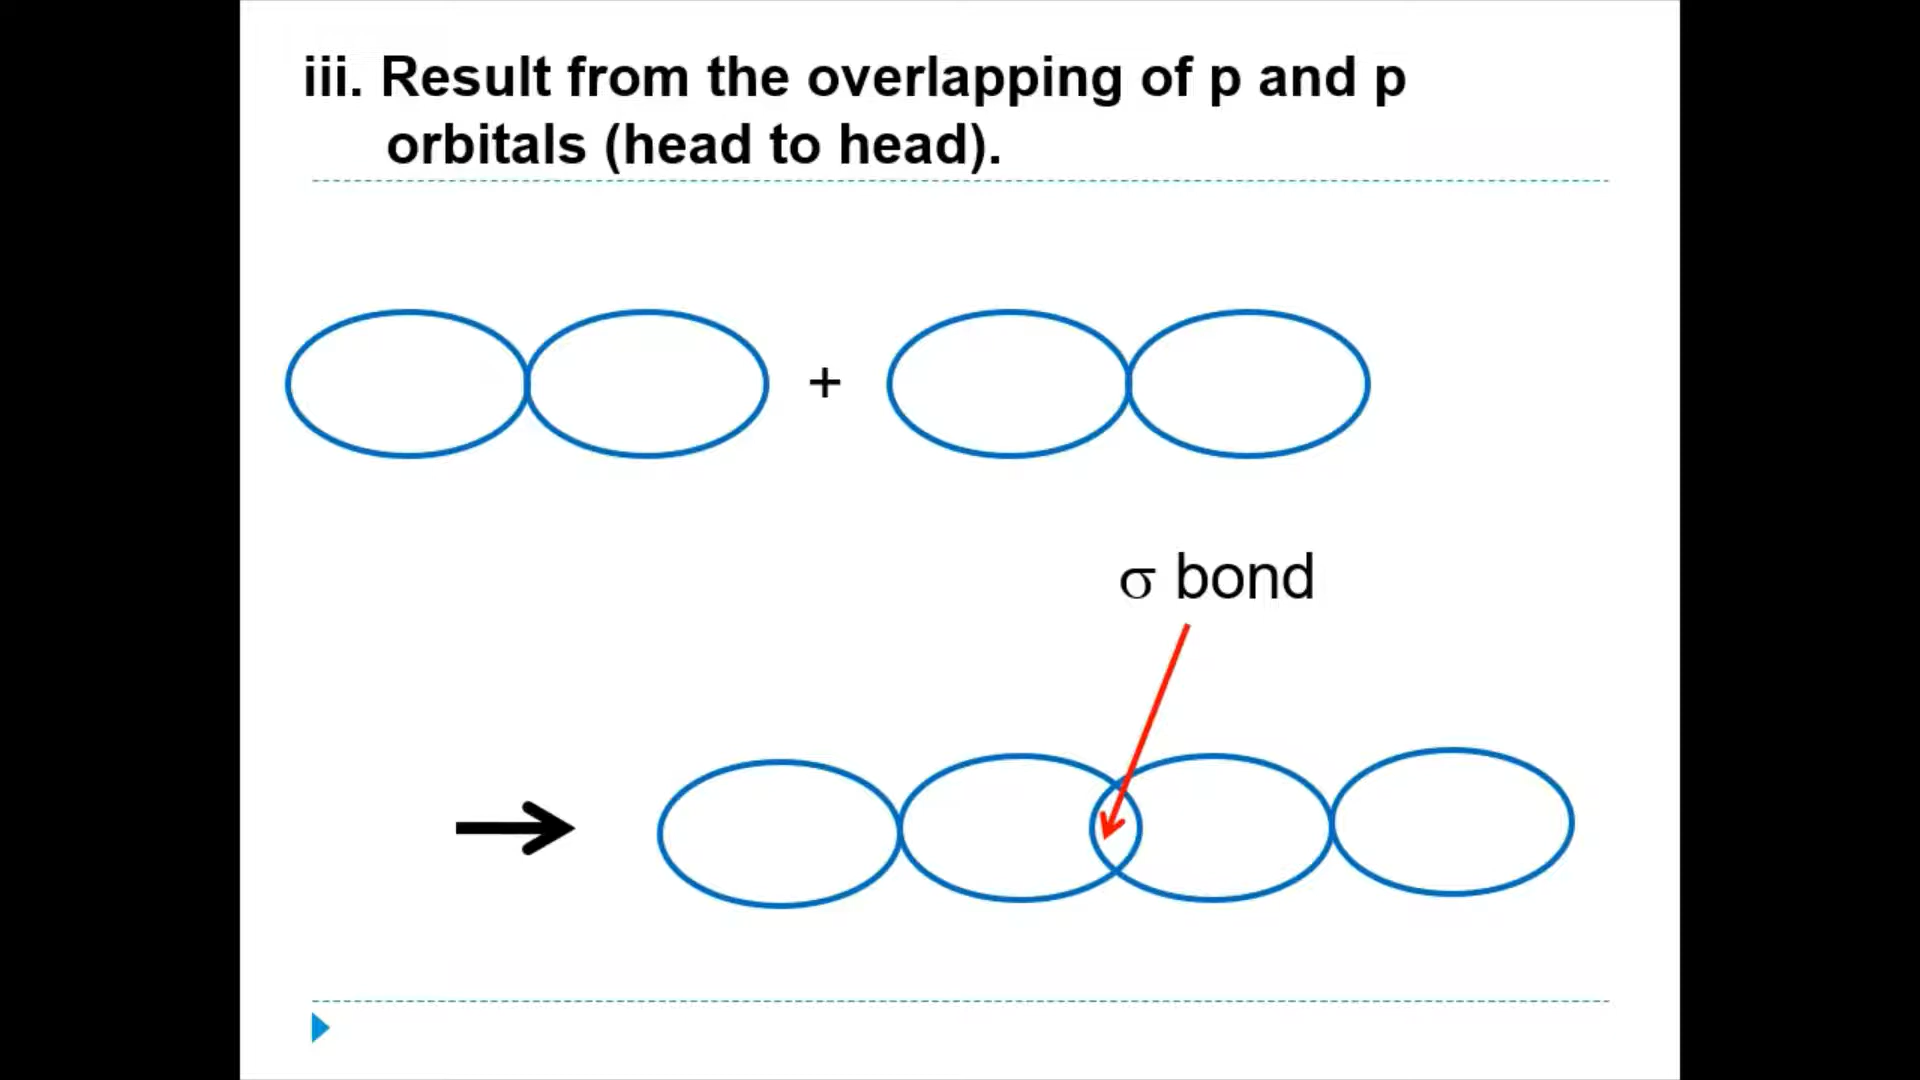 iii. Result from the overlapping of p and p
orbitals (head to head).
+
σ bond